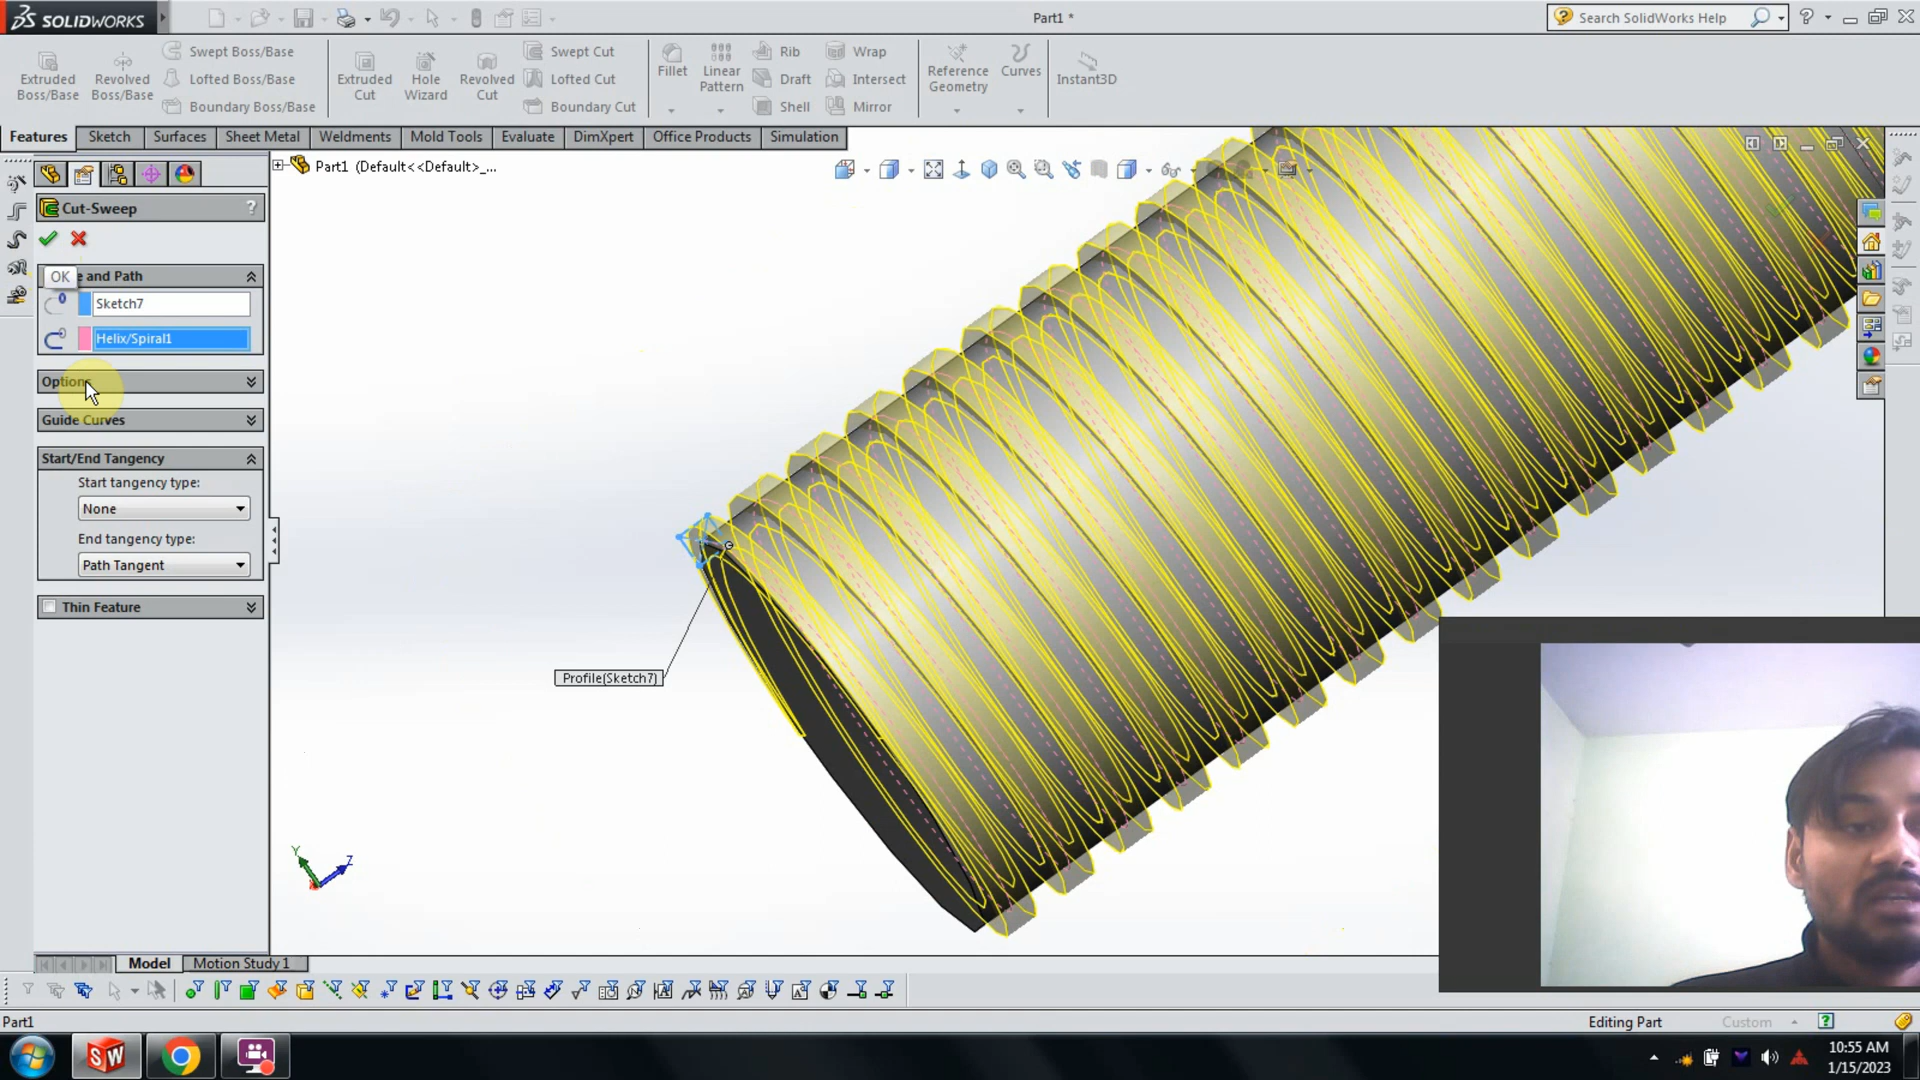 SOLIDWORKS
Part1 *
Search SolidWorks Help
Extruded Boss/Base
Revolved Boss/Base
Swept Boss/Base
Lofted Boss/Base
Boundary Boss/Base
Extruded Cut
Hole Wizard
Revolved Cut
Swept Cut
Lofted Cut
Boundary Cut
Fillet
Linear Pattern
Rib
Draft
Shell
Wrap
Intersect
Mirror
Reference Geometry
Curves
Instant3D
Features
Sketch
Surfaces
Sheet Metal
Weldments
Mold Tools
Evaluate
DimXpert
Office Products
Simulation
Part1 (Default<<Default>_...
Cut-Sweep
?
OK
e and Path
Sketch7
Helix/Spiral1
Options
Guide Curves
Start/End Tangency
Start tangency type:
None
End tangency type:
Path Tangent
Thin Feature
Profile(Sketch7)
Y
Z
Model
Motion Study 1
Part1
Editing Part
Custom
?
SW
10:55 AM
1/15/2023